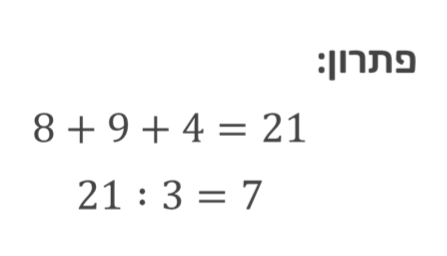 פתרון:
8 + 9 + 4 = 21
21 : 3 = 7